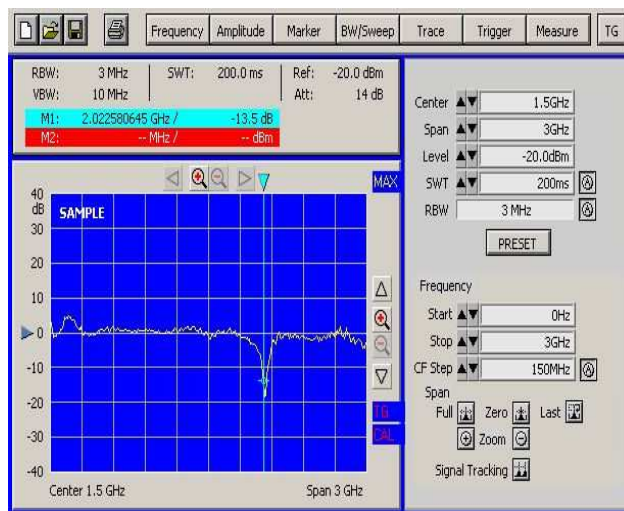 Frequency Amplitude Marker BW/Sweep Trace Trigger Measure TG
RBW: 3 MHz SWT: 200.0 ms Ref: -20.0 dBm
VBW: 10 MHz Att: 14 dB
M1: 2.022580645 GHz / -13.5 dB
M2: -- MHz / -- dBm
MAX
40
dB
SAMPLE
30
20
10
0
-10
-20
-30
-40
TG
CAL
Center 1.5 GHz Span 3 GHz
Center 1.5GHz
Span 3GHz
Level -20.0dBm
SWT 200ms
RBW 3 MHz
PRESET
Frequency
Start 0Hz
Stop 3GHz
CF Step 150MHz
Span
Full Zero Last
Zoom
Signal Tracking